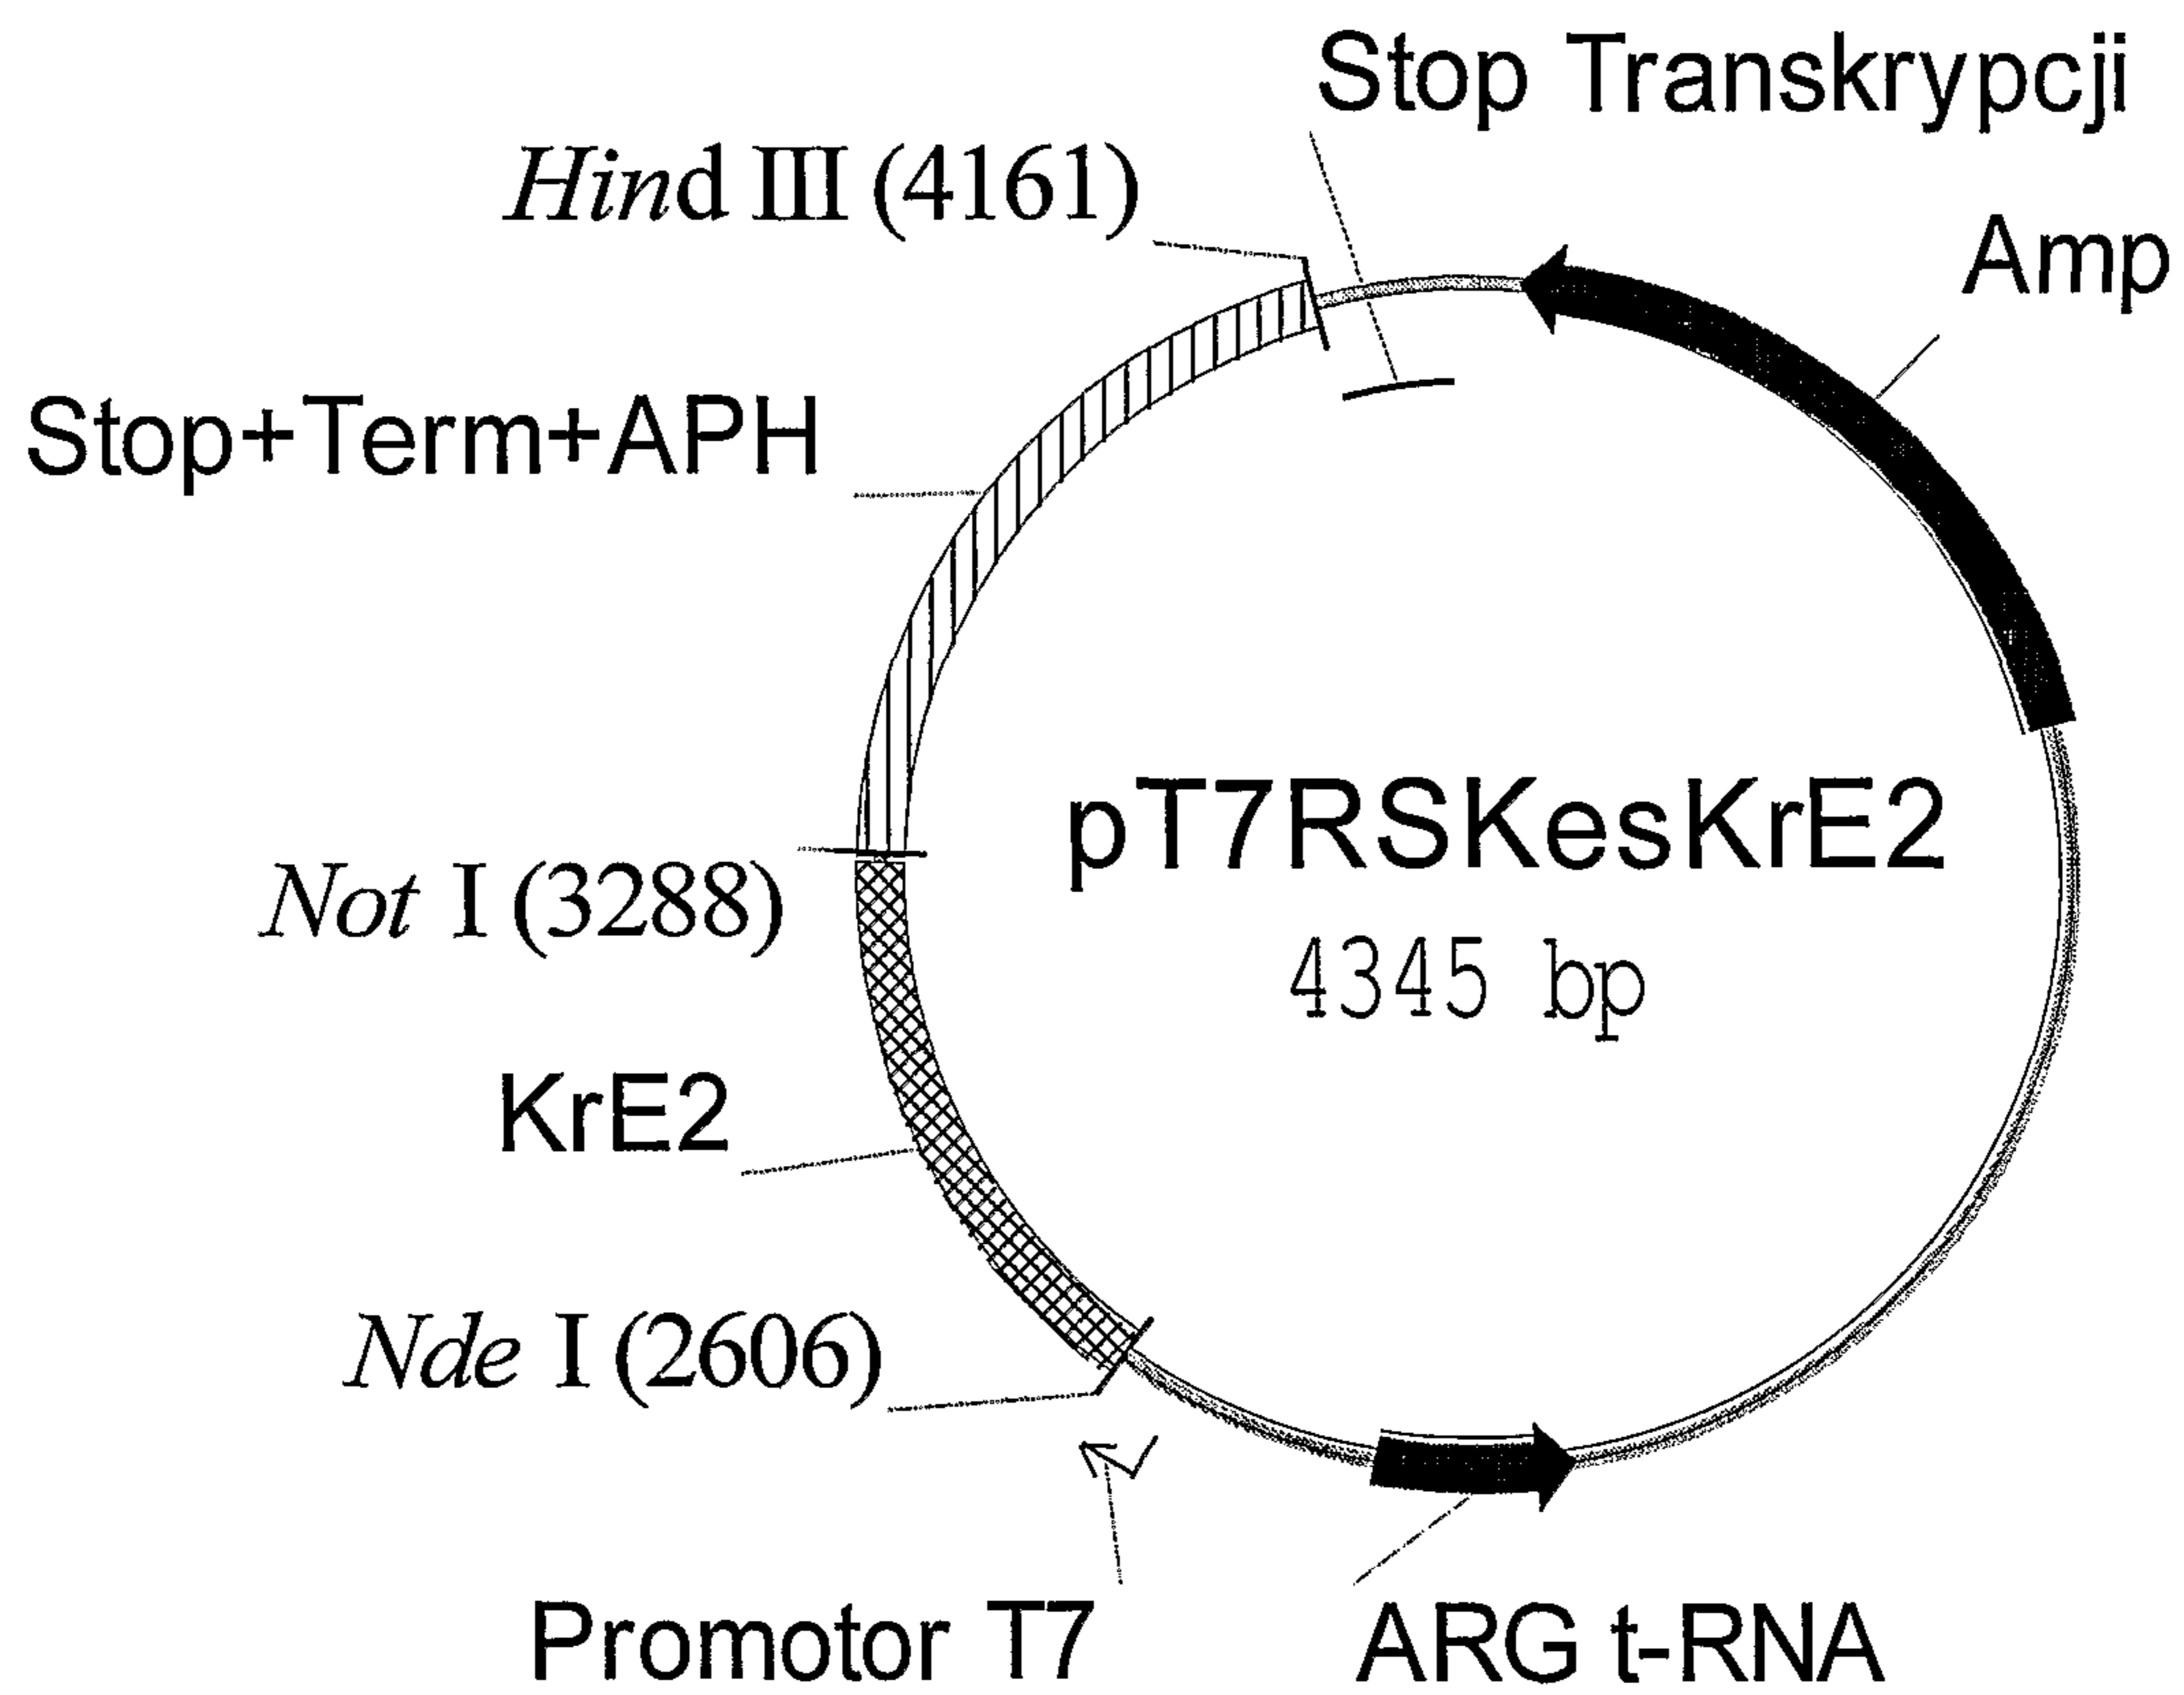 Stop Transkrypcji
Hind III (4161)
Amp
Stop+Term+APH
pT7RSKesKrE2
4345 bp
Not I (3288)
KrE2
Nde I (2606)
Promotor T7
ARG t-RNA